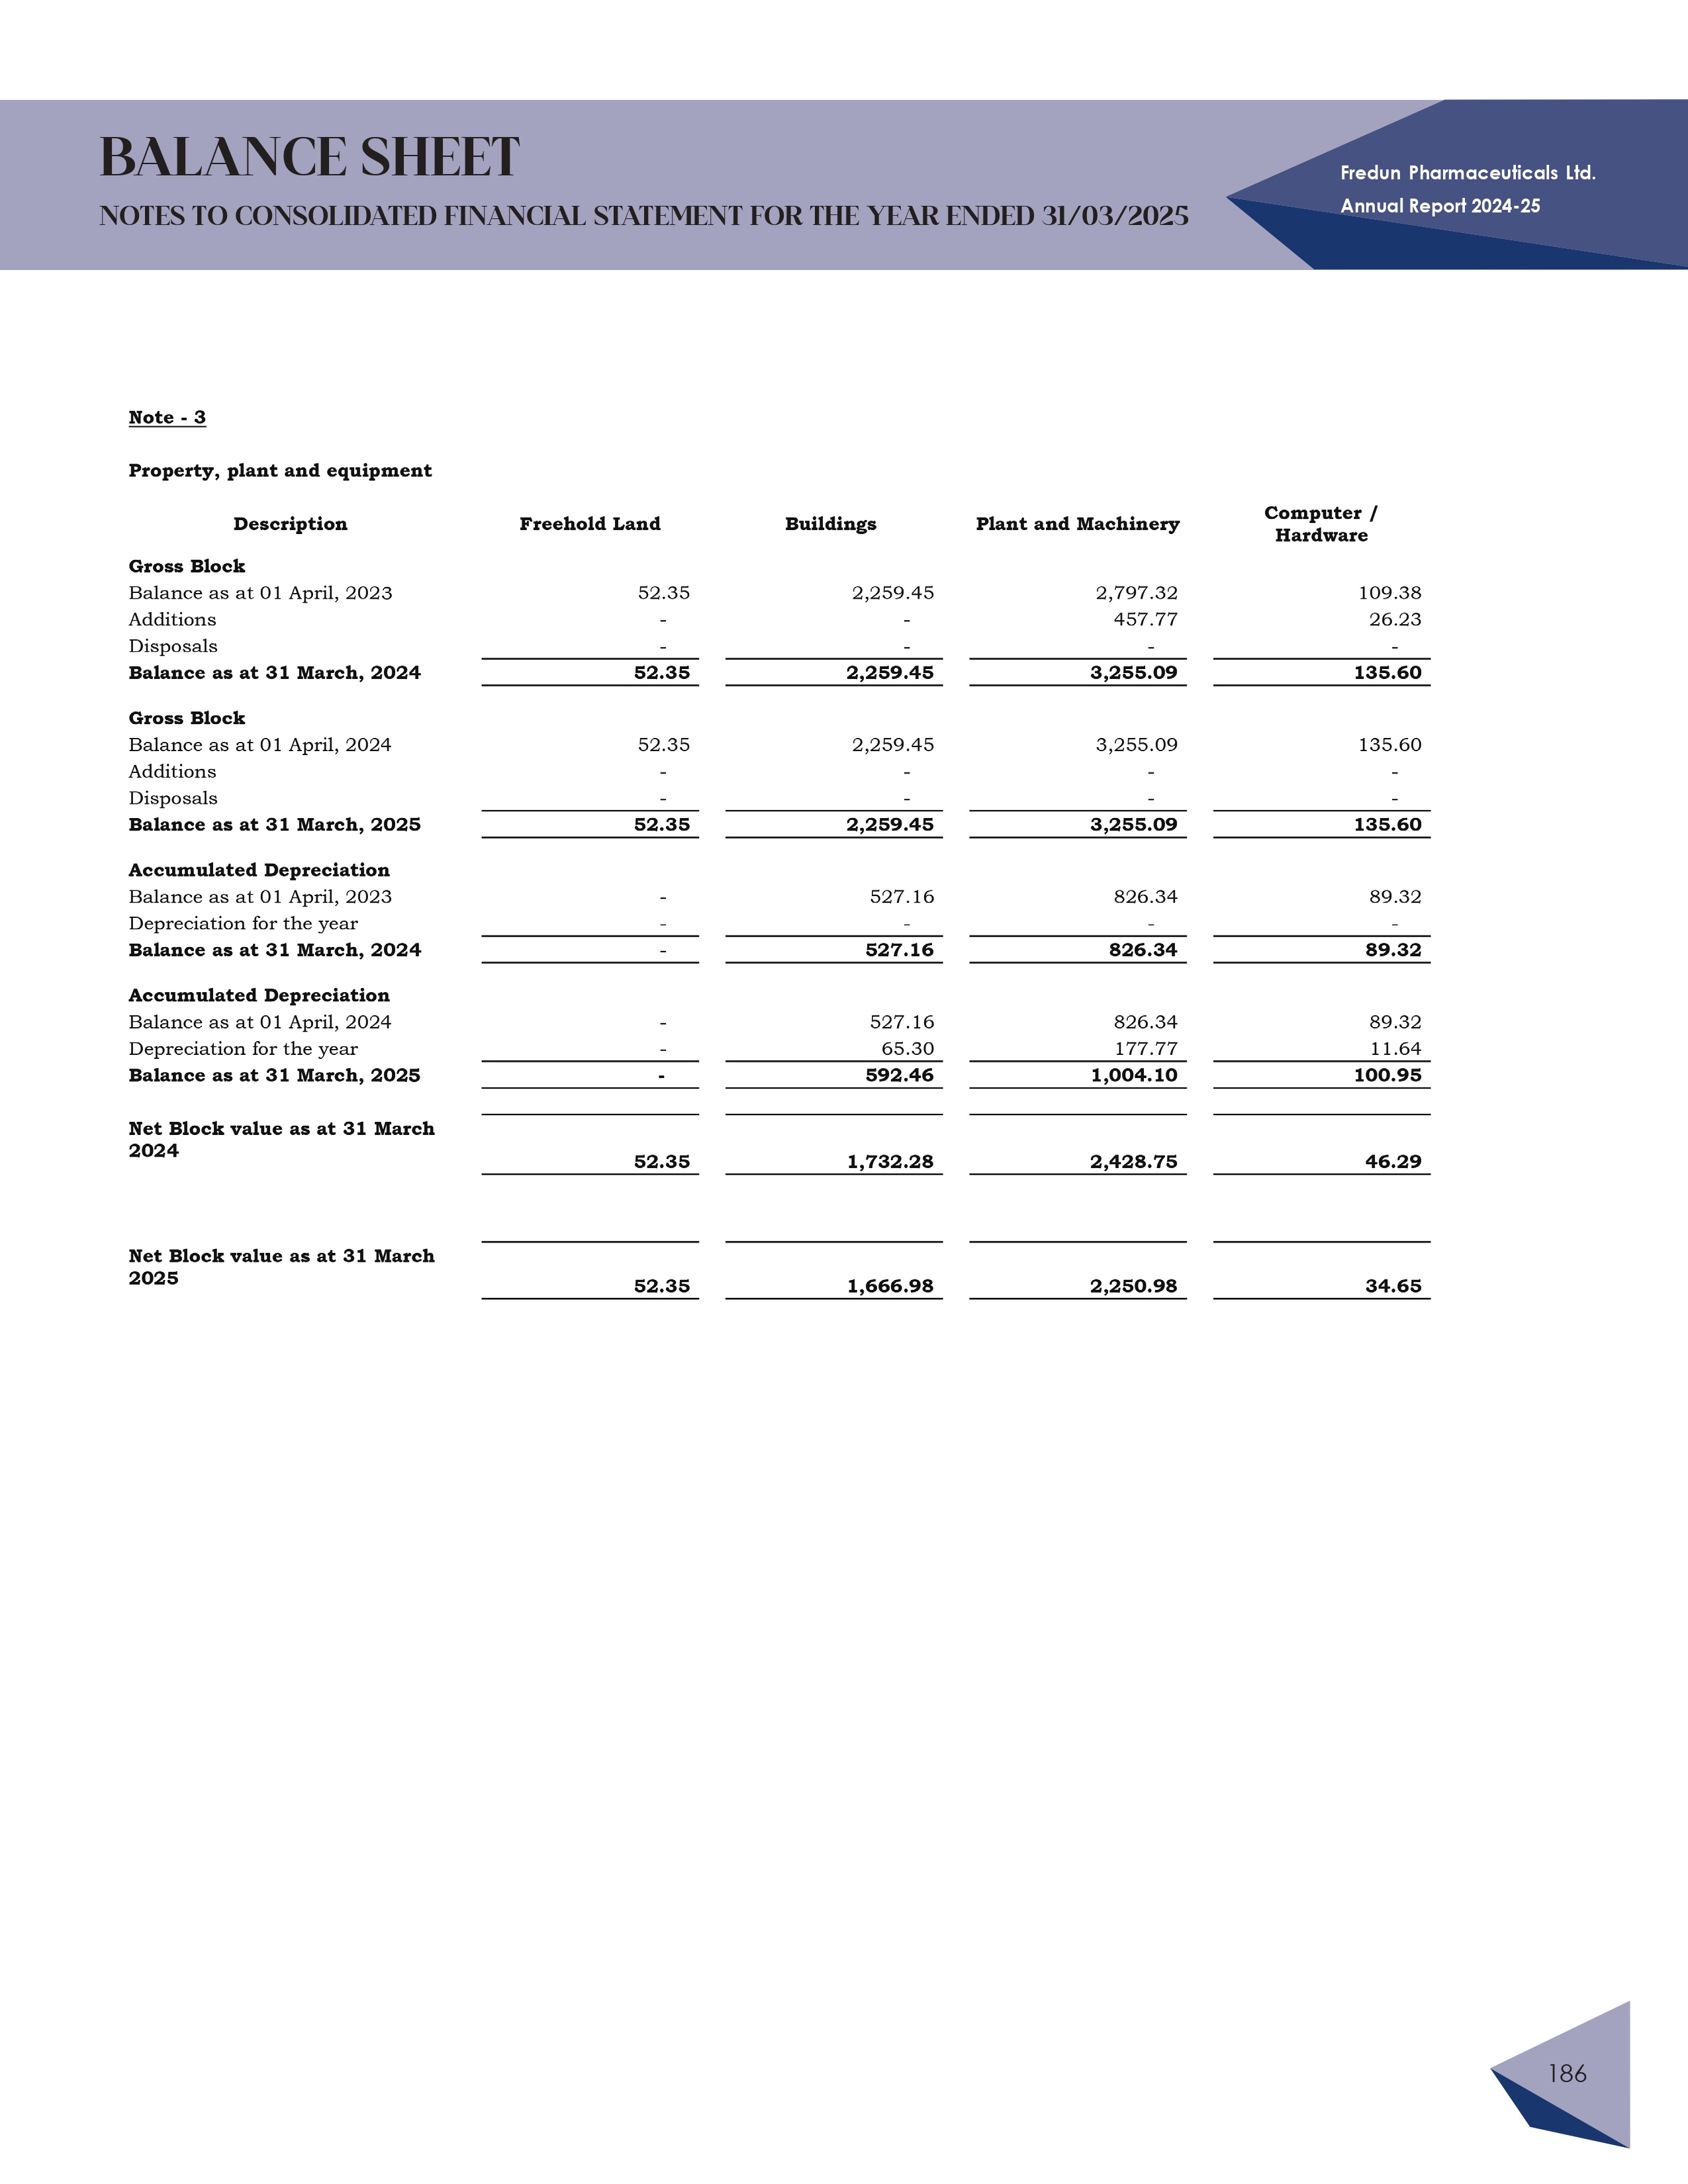 BALANCE SHEET
NOTES TO CONSOLIDATED FINANCIAL STATEMENT FOR THE YEAR ENDED 31/03/2025
Fredun Pharmaceuticals Ltd.
Annual Report 2024-25
Note - 3
Property, plant and equipment
Description Freehold Land Buildings Plant and Machinery Computer / Hardware
Gross Block
Balance as at 01 April, 2023 52.35 2,259.45 2,797.32 109.38
Additions - - 457.77 26.23
Disposals - - - -
Balance as at 31 March, 2024 52.35 2,259.45 3,255.09 135.60
Gross Block
Balance as at 01 April, 2024 52.35 2,259.45 3,255.09 135.60
Additions - - - -
Disposals - - - -
Balance as at 31 March, 2025 52.35 2,259.45 3,255.09 135.60
Accumulated Depreciation
Balance as at 01 April, 2023 - 527.16 826.34 89.32
Depreciation for the year - - - -
Balance as at 31 March, 2024 - 527.16 826.34 89.32
Accumulated Depreciation
Balance as at 01 April, 2024 - 527.16 826.34 89.32
Depreciation for the year - 65.30 177.77 11.64
Balance as at 31 March, 2025 - 592.46 1,004.10 100.95
Net Block value as at 31 March
2024
52.35 1,732.28 2,428.75 46.29
Net Block value as at 31 March
2025
52.35 1,666.98 2,250.98 34.65
186